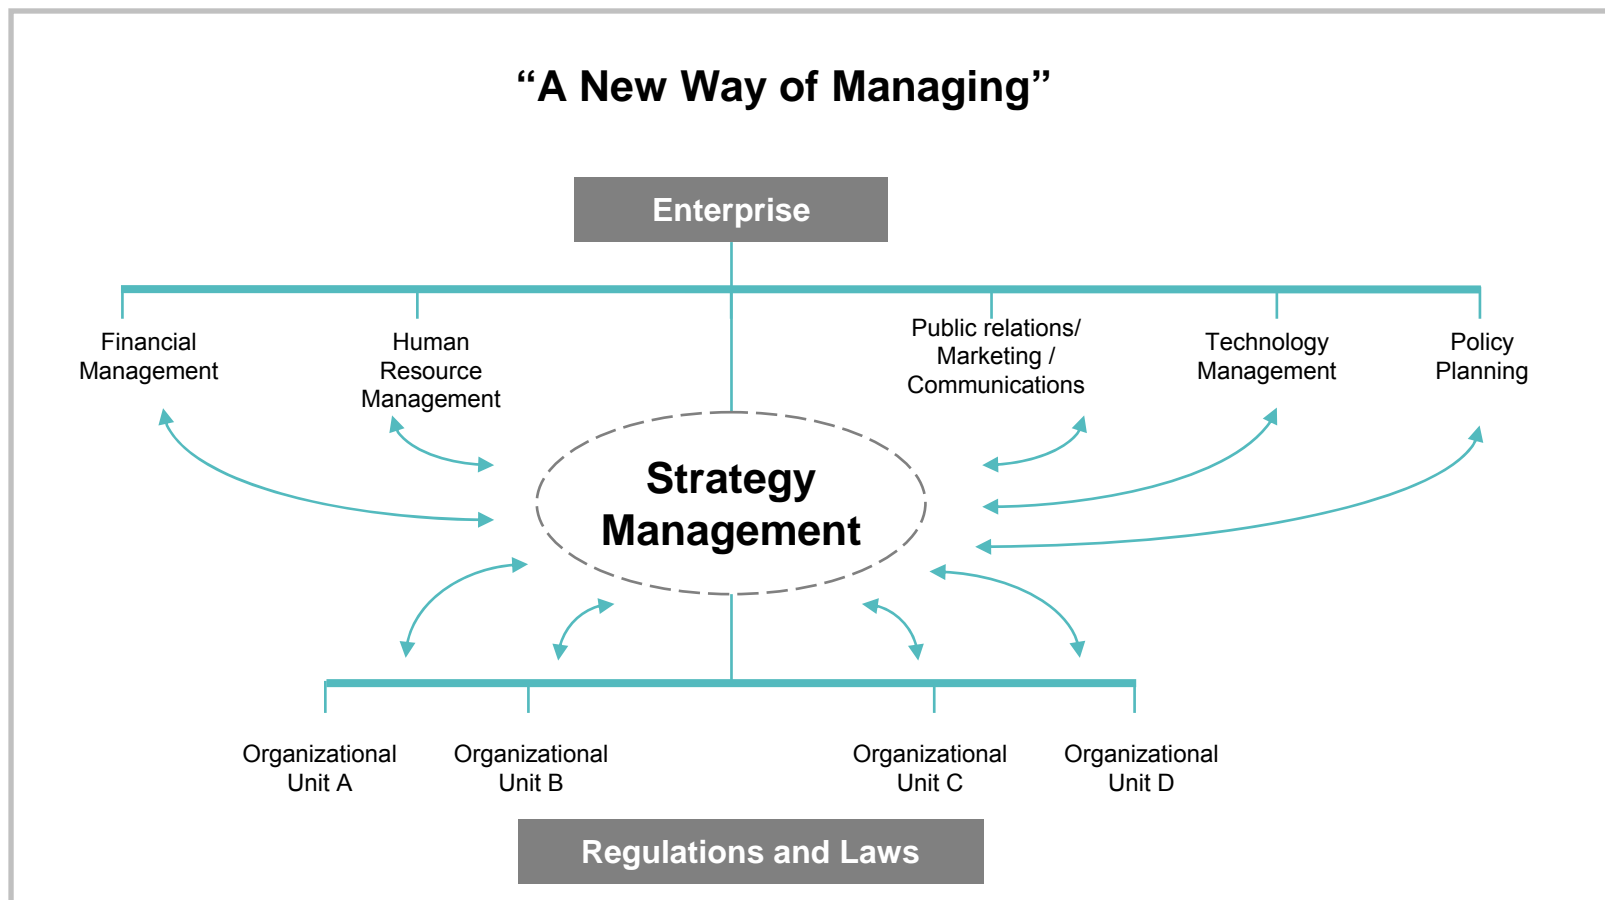 “A New Way of Managing”
Enterprise
Financial
Management
Human
Resource
Management
Public relations/
Marketing /
Communications
Technology
Management
Policy
Planning
Strategy
Management
Organizational
Unit A
Organizational
Unit B
Organizational
Unit C
Organizational
Unit D
Regulations and Laws